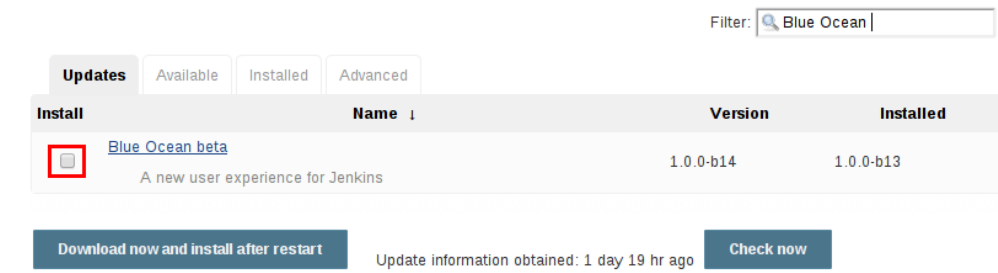 Filter: Blue Ocean
Updates Available Installed Advanced
Install Name ↓ Version Installed
Blue Ocean beta 1.0.0-b14 1.0.0-b13
A new user experience for Jenkins
Download now and install after restart Update information obtained: 1 day 19 hr ago Check now